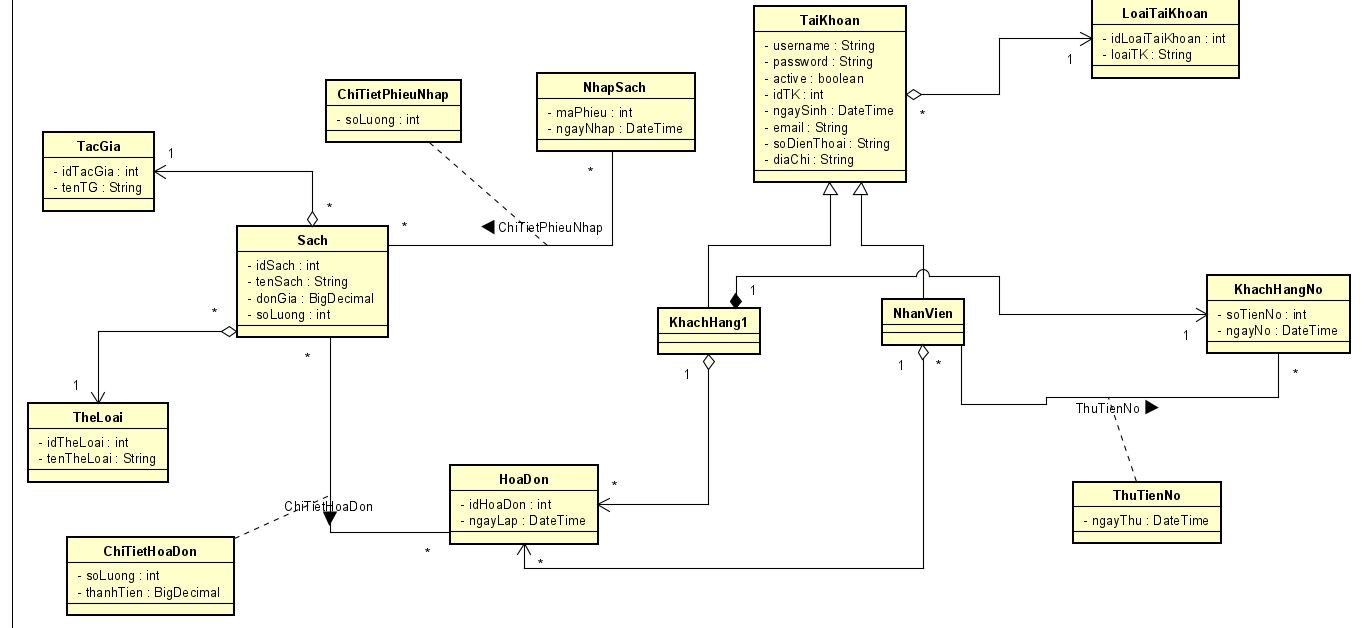 TaiKhoan
- username : String
- password : String
- active : boolean
- idTK : int
- ngaySinh : DateTime
- email : String
- soDienThoai : String
- diaChi : String
*
LoaiTaiKhoan
- idLoaiTaiKhoan : int
- loaiTK : String
1
ChiTietPhieuNhap
- soLuong : int
NhapSach
- maPhieu : int
- ngayNhap : DateTime
*
TacGia
- idTacGia : int
- tenTG : String
1
*
*
ChiTietPhieuNhap
Sach
- idSach : int
- tenSach : String
- donGia : BigDecimal
- soLuong : int
*
*
1
TheLoai
- idTheLoai : int
- tenTheLoai : String
KhachHang1
1
1
NhanVien
1
*
KhachHangNo
- soTienNo : int
- ngayNo : DateTime
1
*
ThuTienNo
ThuTienNo
- ngayThu : DateTime
HoaDon
- idHoaDon : int
- ngayLap : DateTime
*
*
*
ChiTietHoaDon
ChiTietHoaDon
- soLuong : int
- thanhTien : BigDecimal